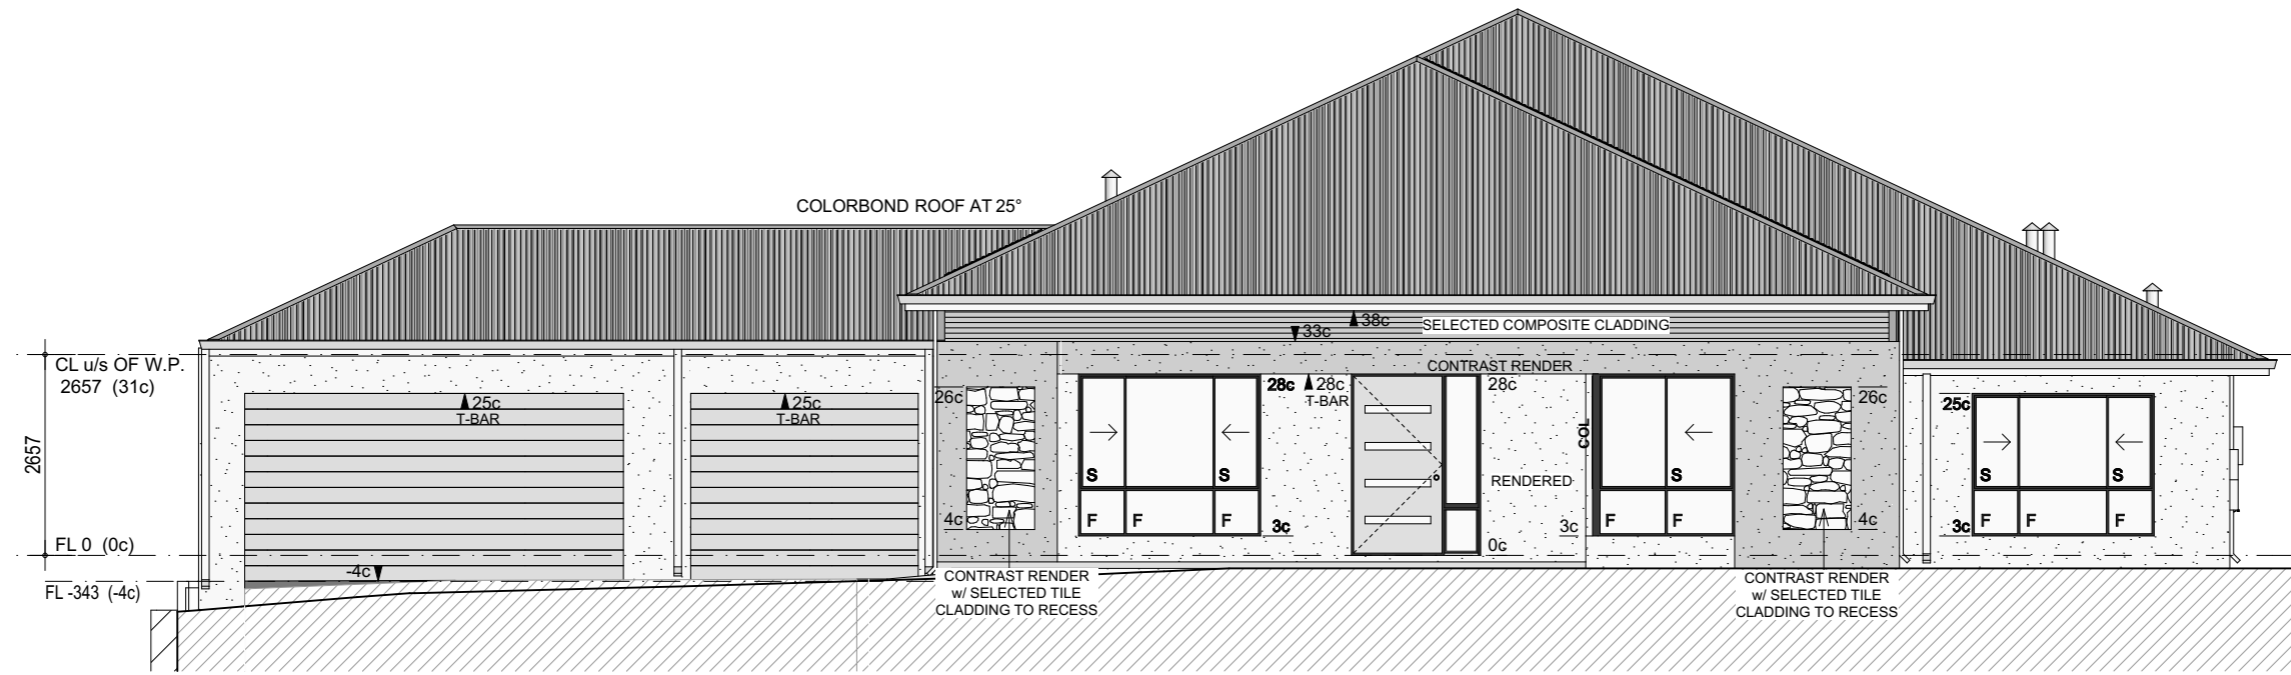 COLORBOND ROOF AT 25°
38c
33c
SELECTED COMPOSITE CLADDING
CL u/s OF W.P.
2657 (31c)
2657
FL 0 (0c)
FL -343 (-4c)
-4c
25c
T-BAR
25c
T-BAR
26c
4c
CONTRAST RENDER
w/ SELECTED TILE
CLADDING TO RECESS
S
S
F
F
F
28c
3c
28c
T-BAR
CONTRAST RENDER
28c
RENDERED
0c
COL
3c
S
F
F
26c
4c
CONTRAST RENDER
w/ SELECTED TILE
CLADDING TO RECESS
25c
3c
S
S
F
F
F